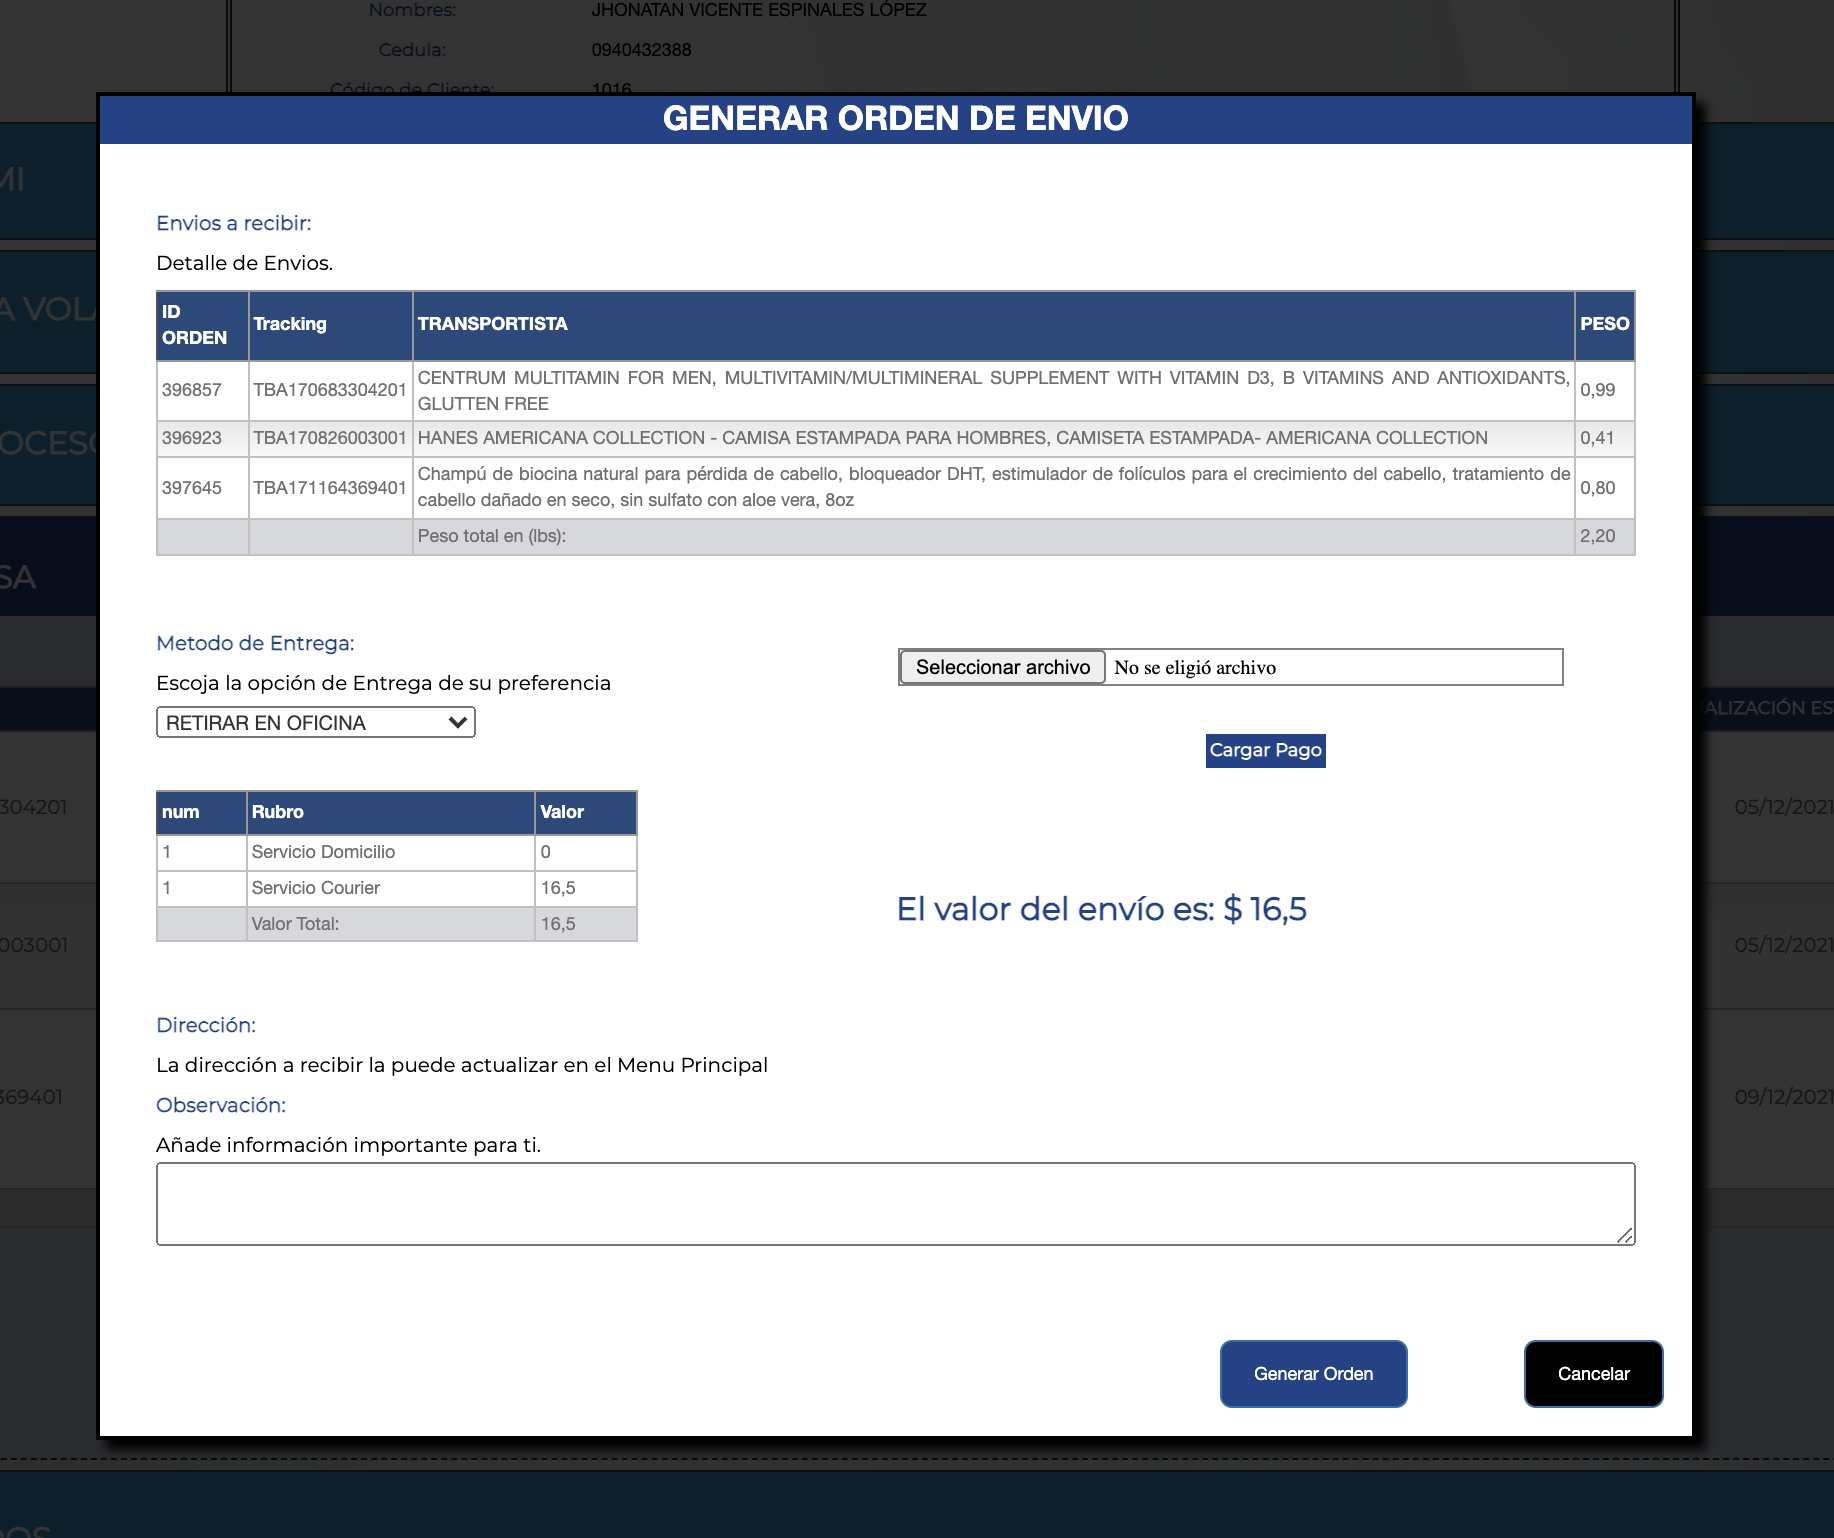 Nombres: JHONATAN VICENTE ESPINALES LÓPEZ
Cedula: 0940432388
Código de Cliente: 1016
GENERAR ORDEN DE ENVIO
MI
A VOL
OCESO
SA
ALIZACIÓN ES
304201
05/12/2021
003001
05/12/2021
369401
09/12/2021
Envios a recibir:
Detalle de Envios.
ID ORDEN Tracking TRANSPORTISTA PESO
396857 TBA170683304201 CENTRUM MULTITAMIN FOR MEN, MULTIVITAMIN/MULTIMINERAL SUPPLEMENT WITH VITAMIN D3, B VITAMINS AND ANTIOXIDANTS, 0,99
GLUTTEN FREE
396923 TBA170826003001 HANES AMERICANA COLLECTION - CAMISA ESTAMPADA PARA HOMBRES, CAMISETA ESTAMPADA- AMERICANA COLLECTION 0,41
397645 TBA171164369401 Champú de biocina natural para pérdida de cabello, bloqueador DHT, estimulador de folículos para el crecimiento del cabello, tratamiento de 0,80
cabello dañado en seco, sin sulfato con aloe vera, 8oz
Peso total en (lbs): 2,20
Metodo de Entrega:
Escoja la opción de Entrega de su preferencia
RETIRAR EN OFICINA
Seleccionar archivo No se eligió archivo
Cargar Pago
num Rubro Valor
1 Servicio Domicilio 0
1 Servicio Courier 16,5
Valor Total: 16,5
El valor del envío es: $ 16,5
Dirección:
La dirección a recibir la puede actualizar en el Menu Principal
Observación:
Añade información importante para ti.
Generar Orden
Cancelar